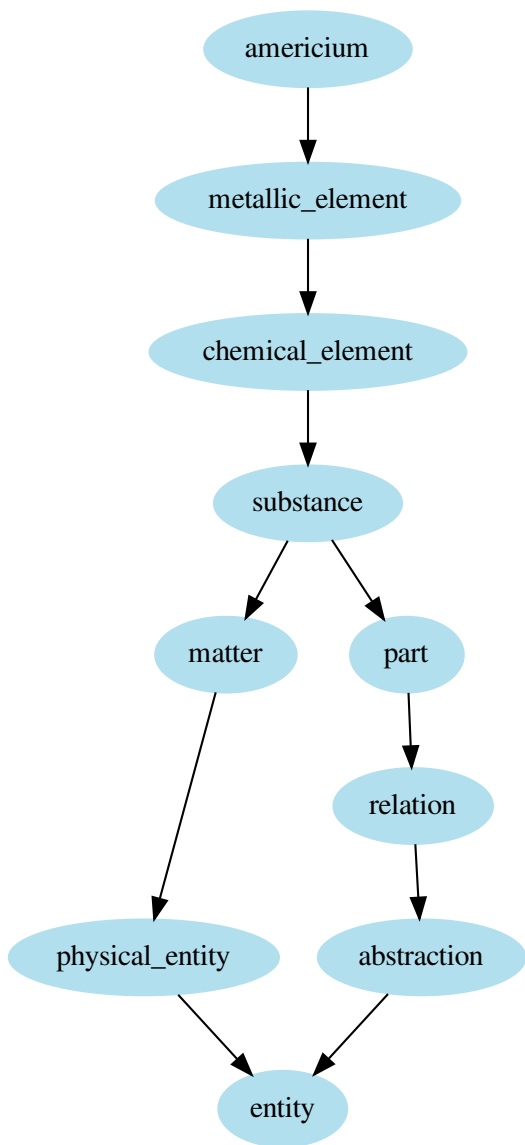 americium
metallic_element
chemical_element
substance
matter
part
relation
physical_entity
abstraction
entity